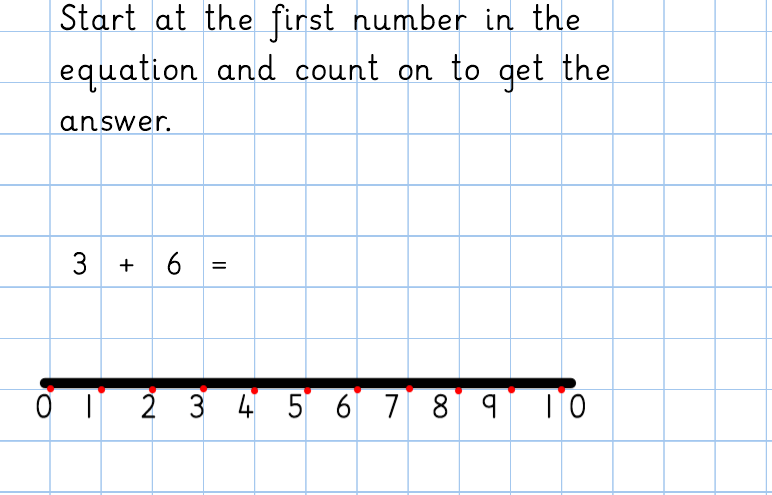 Start at the first number in the
equation and count on to get the
answer.
3 + 6 =
0 1 2 3 4 5 6 7 8 9 10